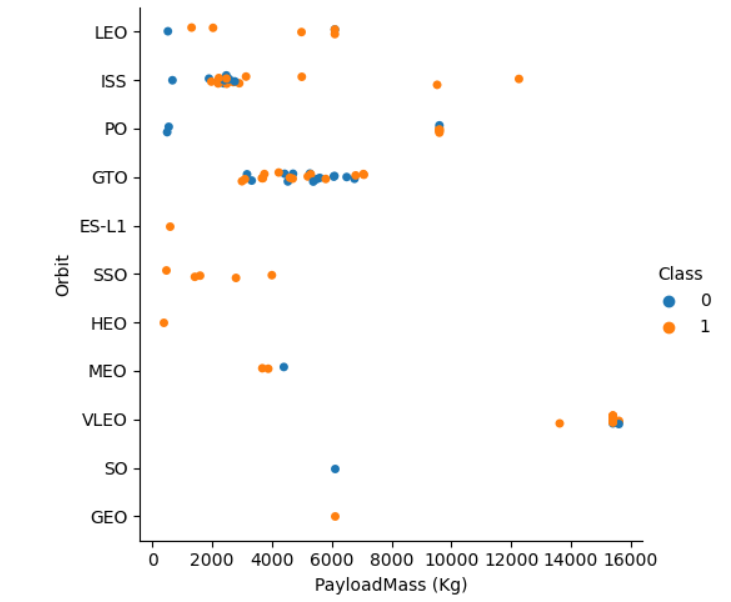 LEO
ISS
PO
GTO
ES-L1
SSO
HEO
MEO
VLEO
SO
GEO
Orbit
0 2000 4000 6000 8000 10000 12000 14000 16000
PayloadMass (Kg)
Class
0
1